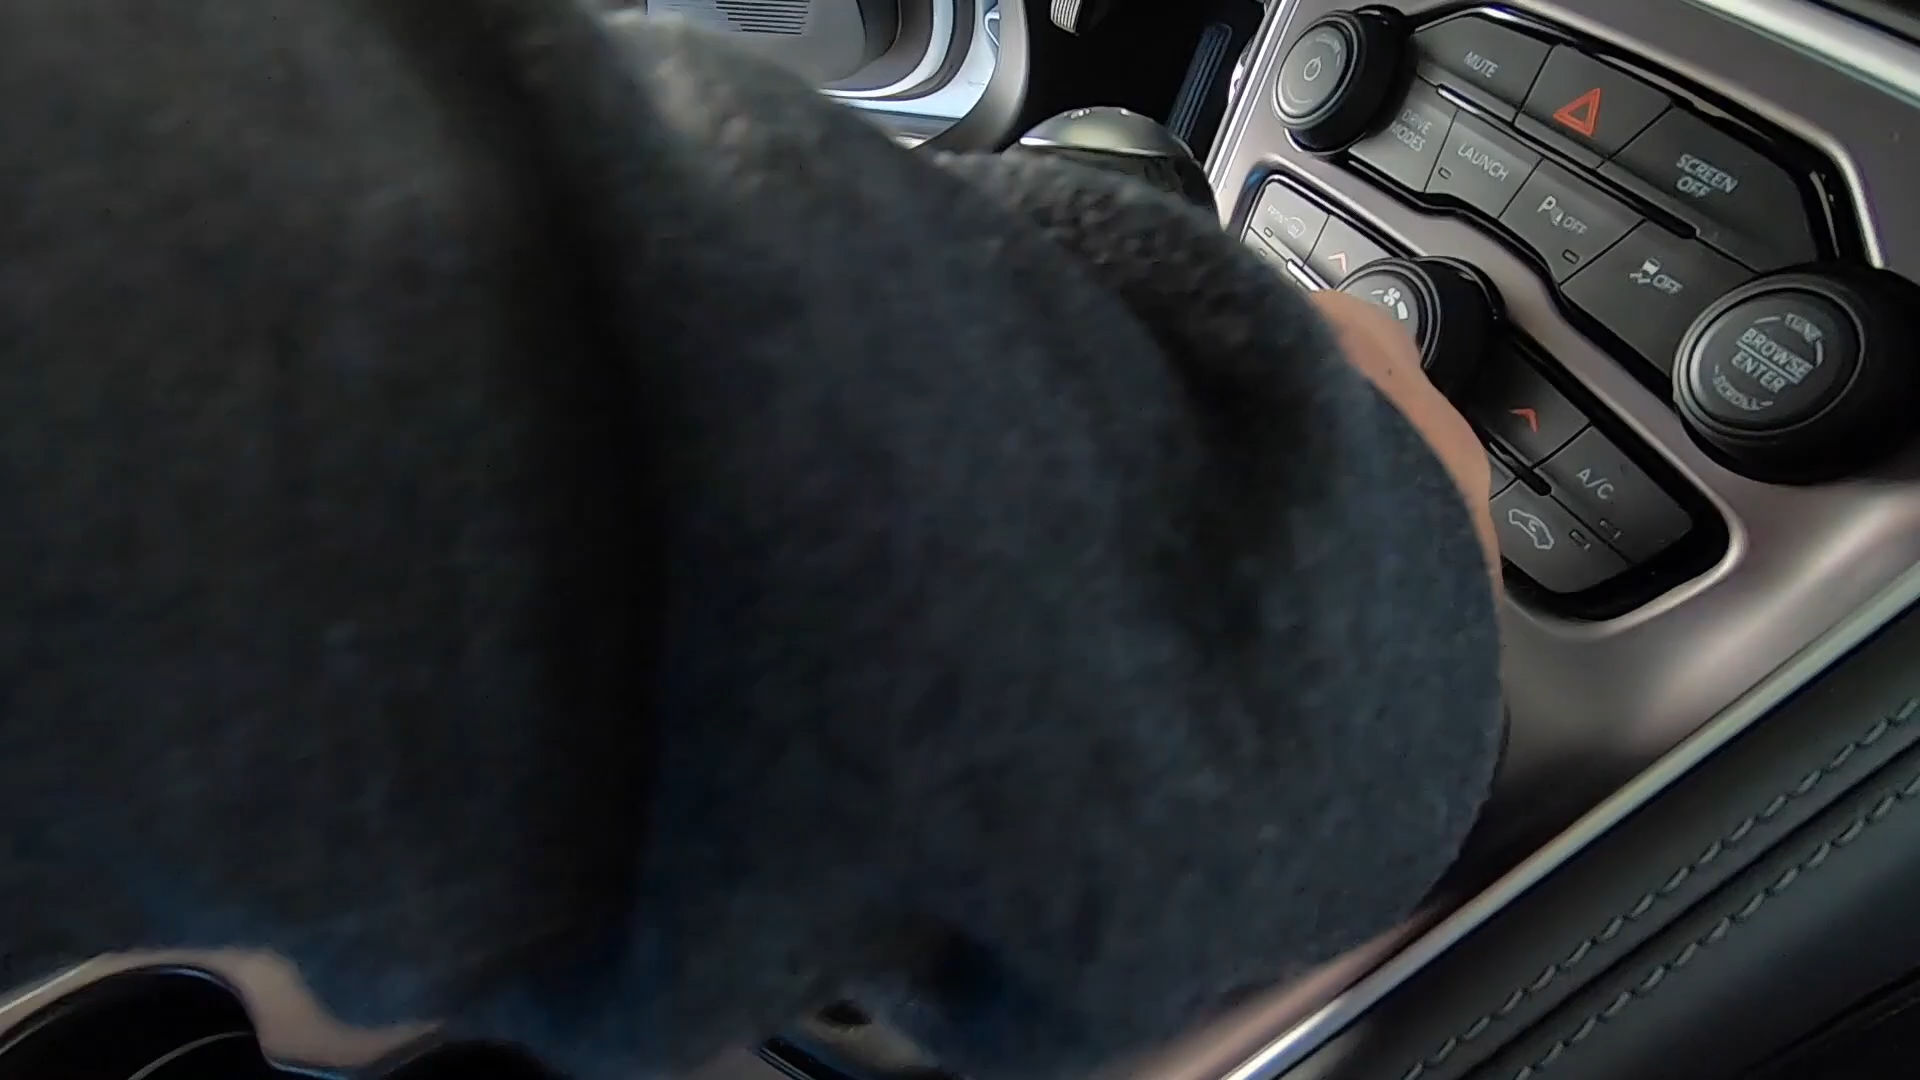 MUTE
DRIVE
MODES
LAUNCH
SCREEN
OFF
P OFF
OFF
TUNE
BROWSE
ENTER
SCROLL
A/C